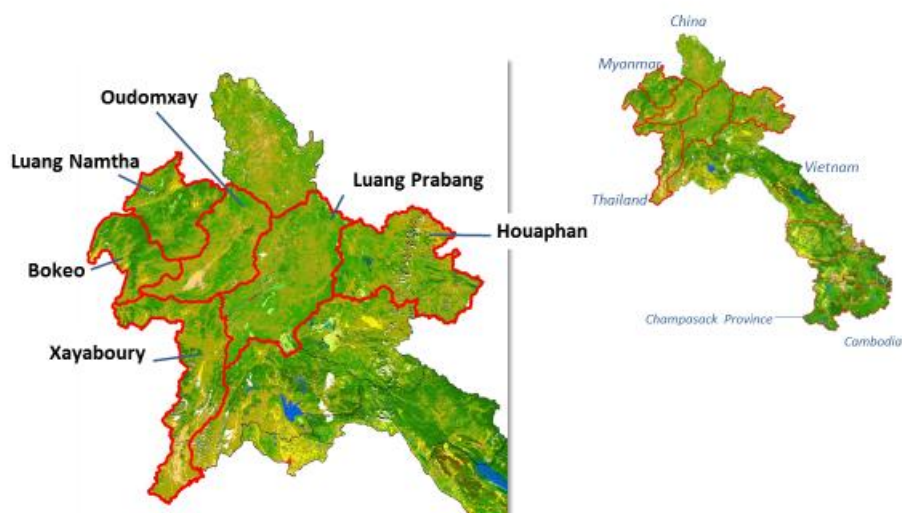 Oudomxay
Luang Namtha
Luang Prabang
Houaphan
Bokeo
Xayaboury
China
Myanmar
Vietnam
Thailand
Champasack Province
Cambodia